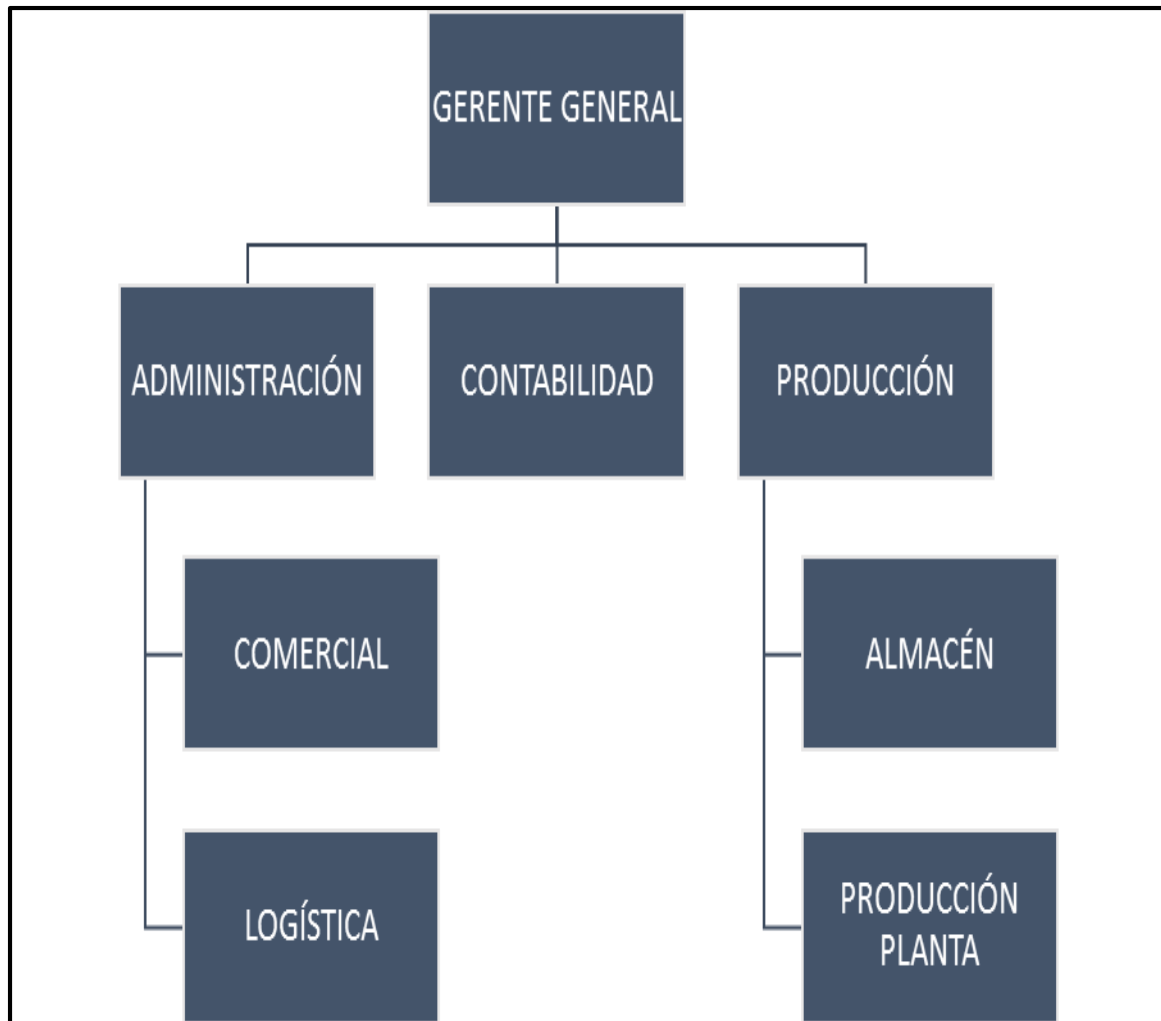 GERENTE GENERAL
ADMINISTRACIÓN
CONTABILIDAD
PRODUCCIÓN
COMERCIAL
ALMACÉN
LOGÍSTICA
PRODUCCIÓN
PLANTA